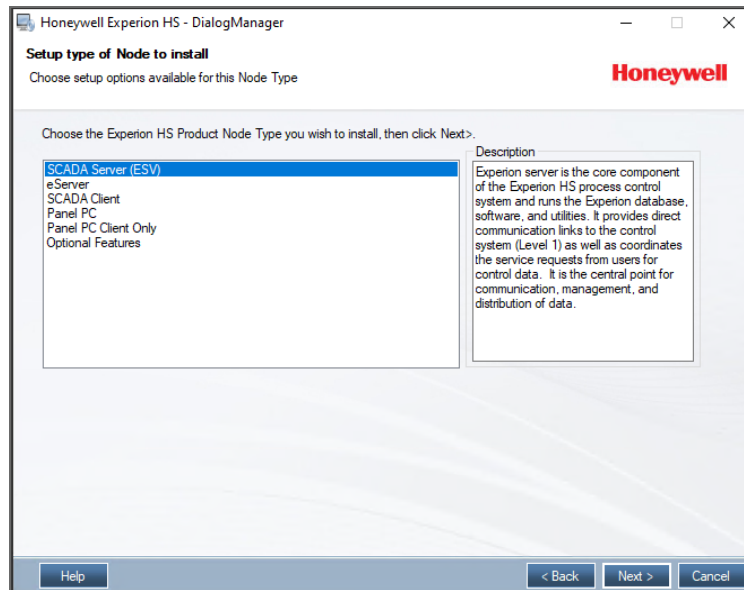 Honeywell Experion HS - DialogManager
Setup type of Node to install
Choose setup options available for this Node Type
Honeywell
Choose the Experion HS Product Node Type you wish to install, then click Next>.
SCADA Server (ESV)
eServer
SCADA Client
Panel PC
Panel PC Client Only
Optional Features
Description
Experion server is the core component
of the Experion HS process control
system and runs the Experion database,
software, and utilities. It provides direct
communication links to the control
system (Level 1) as well as coordinates
the service requests from users for
control data.  It is the central point for
communication, management, and
distribution of data.
Help
< Back
Next >
Cancel